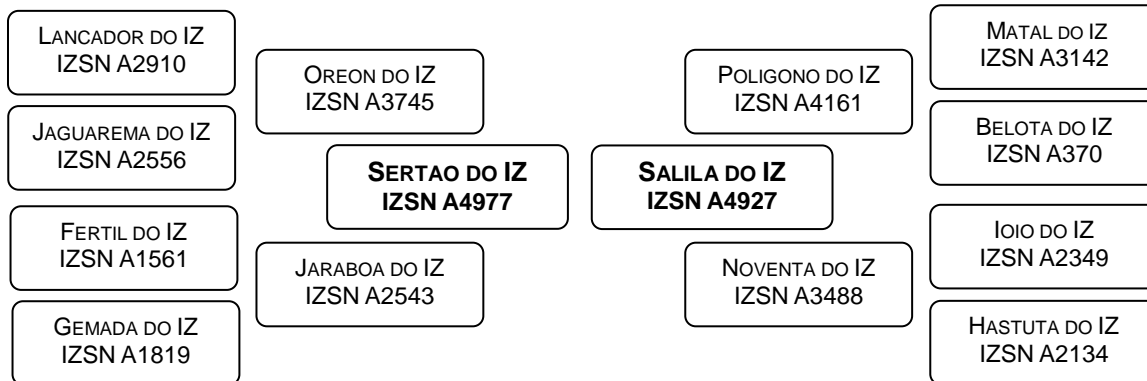 LANCADOR DO IZ
IZSN A2910
JAGUAREMA DO IZ
IZSN A2556
FERTIL DO IZ
IZSN A1561
GEMADA DO IZ
IZSN A1819
OREON DO IZ
IZSN A3745
JARABOA DO IZ
IZSN A2543
SERTAO DO IZ
IZSN A4977
SALILA DO IZ
IZSN A4927
POLIGONO DO IZ
IZSN A4161
NOVENTA DO IZ
IZSN A3488
MATAL DO IZ
IZSN A3142
BELOTA DO IZ
IZSN A370
IOIO DO IZ
IZSN A2349
HASTUTA DO IZ
IZSN A2134